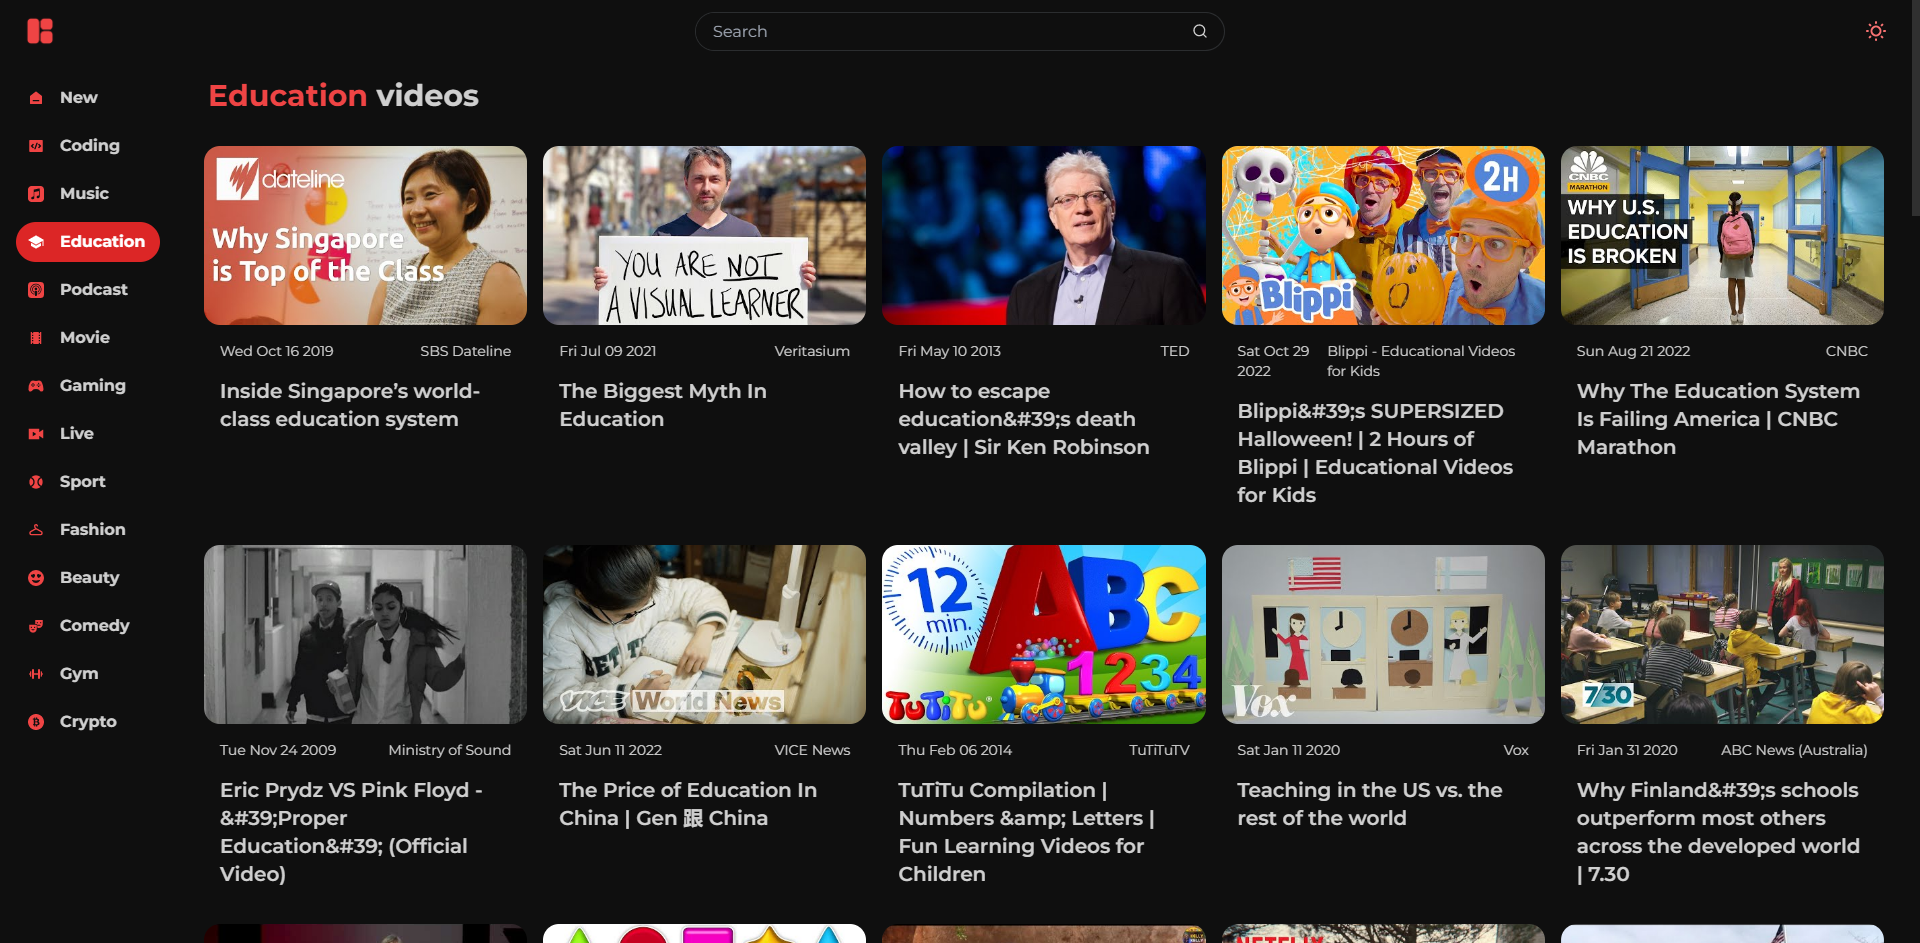 Search
New
Coding
Music
Education
Podcast
Movie
Gaming
Live
Sport
Fashion
Beauty
Comedy
Gym
Crypto
Education videos
dateline
Why Singapore
is Top of the Class
Wed Oct 16 2019 SBS Dateline
Inside Singapore’s world-
class education system
YOU ARE NOT
A VISUAL LEARNER
Fri Jul 09 2021 Veritasium
The Biggest Myth In
Education
Fri May 10 2013 TED
How to escape
education&#39;s death
valley | Sir Ken Robinson
2H
Blippi
Sat Oct 29
2022
Blippi - Educational Videos
for Kids
Blippi&#39;s SUPERSIZED
Halloween! | 2 Hours of
Blippi | Educational Videos
for Kids
CNBC
MARATHON
WHY U.S.
EDUCATION
IS BROKEN
Sun Aug 21 2022 CNBC
Why The Education System
Is Failing America | CNBC
Marathon
Tue Nov 24 2009 Ministry of Sound
Eric Prydz VS Pink Floyd -
&#39;Proper
Education&#39; (Official
Video)
VICE World News
Sat Jun 11 2022 VICE News
The Price of Education In
China | Gen 跟 China
12
min.
ABC
1234
TuTiTu
Thu Feb 06 2014 TuTiTuTV
TuTiTu Compilation |
Numbers &amp; Letters |
Fun Learning Videos for
Children
Vox
Sat Jan 11 2020 Vox
Teaching in the US vs. the
rest of the world
7.30
Fri Jan 31 2020 ABC News (Australia)
Why Finland&#39;s schools
outperform most others
across the developed world
| 7.30
NETFLIX